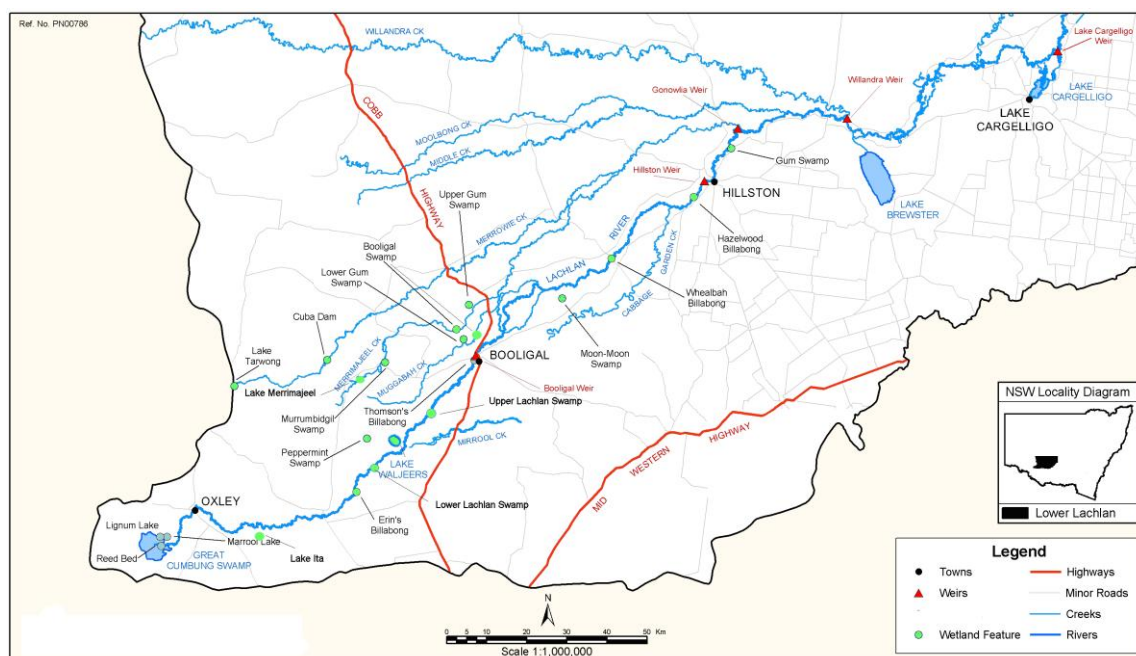 Ref. No. PN00786
WILLANDRA CK
Lake Cargelligo
Weir
COBB
HIGHWAY
Gonowlia Weir
Willandra Weir
LAKE
CARGELLIGO
LAKE
CARGELLIGO
MOOLBONG CK
MIDDLE CK
Gum Swamp
Hillston Weir
HILLSTON
LAKE
BREWSTER
Upper Gum
Swamp
MERROWIE CK
RIVER
LACHLAN
GARDEN CK
CABBAGE
Hazelwood
Billabong
Booligal
Swamp
Lower Gum
Swamp
Whealbah
Billabong
Cuba Dam
Moon-Moon
Swamp
Lake
Tarwong
MERRIMAJEEL CK
BOOLIGAL
Lake Merrimajeel
MUGGABAH CK
Booligal Weir
Murrumbidgil
Swamp
Thomson's
Billabong
Upper Lachlan Swamp
Peppermint
Swamp
MIRROOL CK
MID
WESTERN
HIGHWAY
LAKE
WALJEERS
Lower Lachlan Swamp
OXLEY
Erin's
Billabong
Lignum Lake
Marrool Lake
Reed Bed
GREAT
CUMBUNG SWAMP
Lake Ita
NSW Locality Diagram
Lower Lachlan
Legend
Towns
Highways
Weirs
Minor Roads
Creeks
Wetland Feature
Rivers
N
0 5 10 20 30 40 50 Km
Scale 1:1,000,000